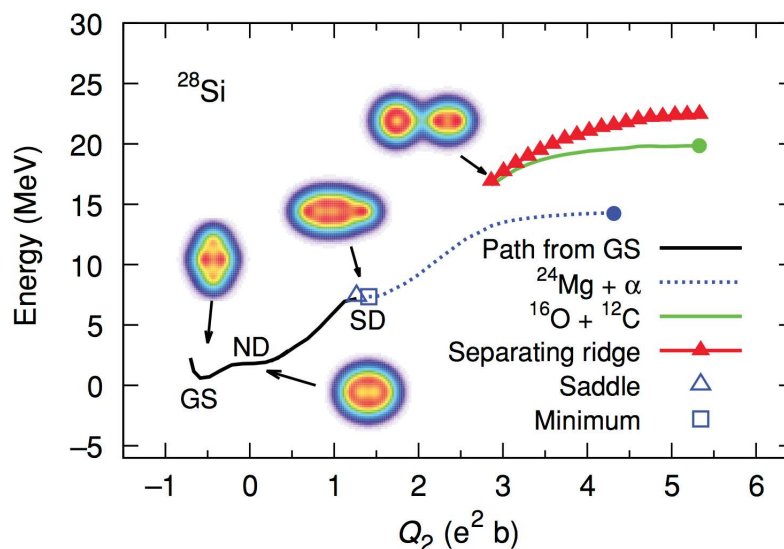 30
25
20
15
10
5
0
−5
Energy (MeV)
²⁸Si
GS
ND
SD
Path from GS
²⁴Mg + α
¹⁶O + ¹²C
Separating ridge
Saddle
Minimum
−1 0 1 2 3 4 5 6
Q₂ (e² b)